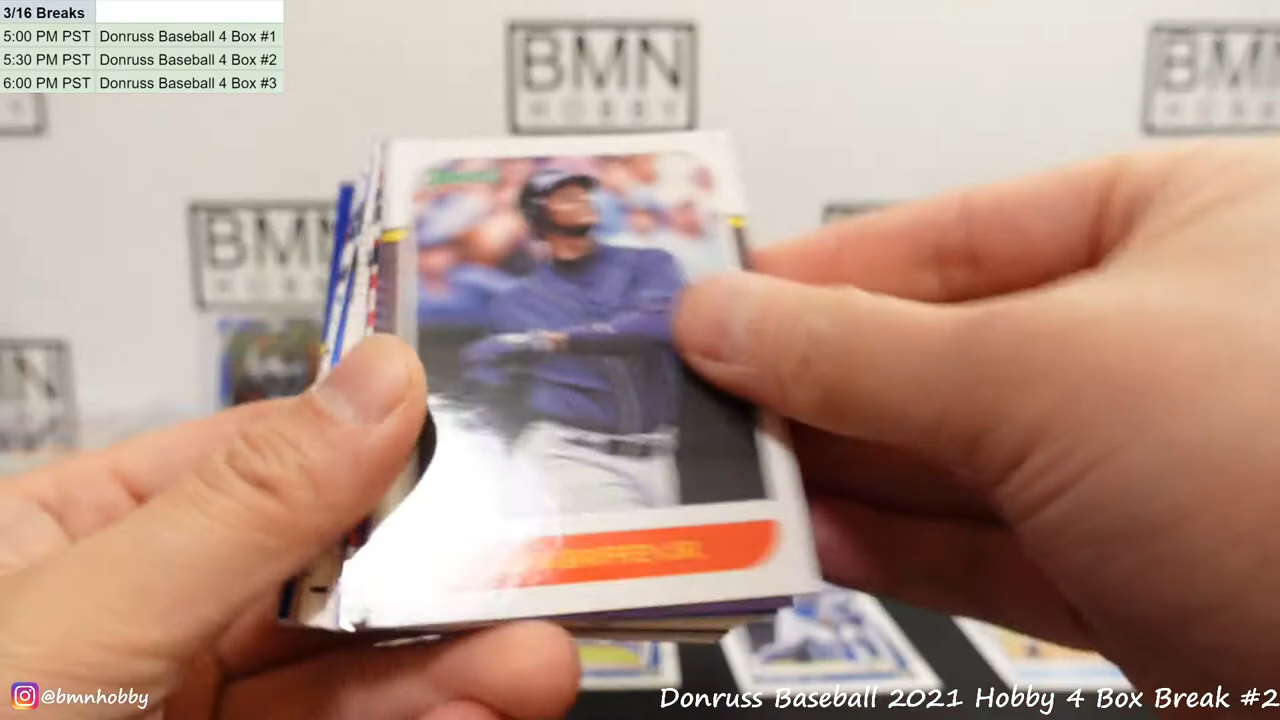 3/16 Breaks
5:00 PM PST Donruss Baseball 4 Box #1
5:30 PM PST Donruss Baseball 4 Box #2
6:00 PM PST Donruss Baseball 4 Box #3
BMN
HOBBY
BMN
HOBBY
BMN
HOBBY
@bmnhobby
Donruss Baseball 2021 Hobby 4 Box Break #2